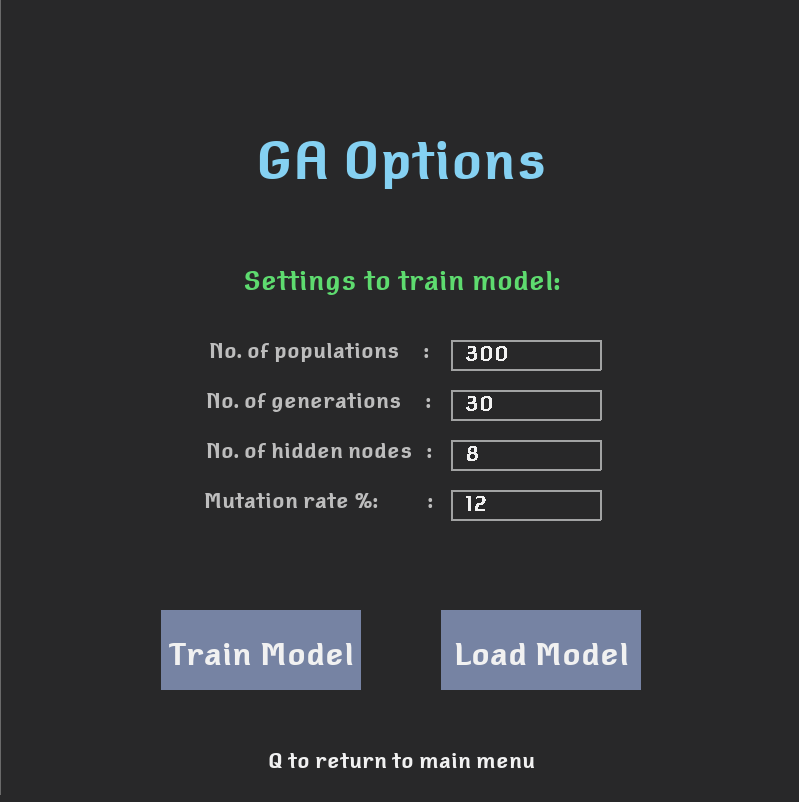 GA Options
Settings to train model:
No. of populations : 300
No. of generations : 30
No. of hidden nodes : 8
Mutation rate %: : 12
Train Model Load Model
Q to return to main menu